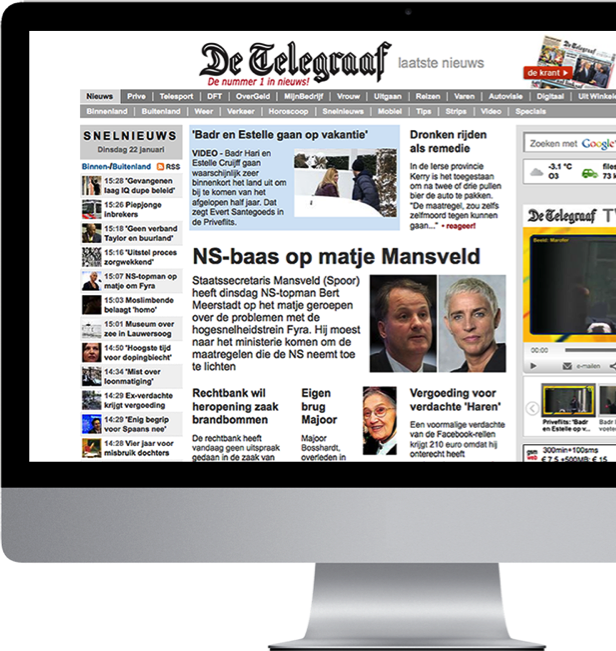 De Telegraaf
De nummer 1 in nieuws!
laatste nieuws
de krant
Nieuws | Prive | Telesport | DFT | OverGeld | MijnBedrijf | Vrouw | Uitgaan | Reizen | Varen | Autovisie | Digitaal | Uit Winkele
Binnenland | Buitenland | Weer | Verkeer | Horoscoop | Snelnieuws | Mobiel | Tips | Strips | Video | Specials
SNELNIEUWS
Dinsdag 22 januari
Binnen-/Buitenland RSS
15:28 'Gevangenen
laag IQ dupe beleid'
15:26 Piepjonge
inbrekers
15:18 'Geen verband
Taylor en buurland'
15:16 'Uitstel proces
zorgwekkend'
15:07 NS-topman op
matje om Fyra
15:03 Moslimbende
belaagt 'homo'
15:01 Museum over
zee in Lauwersoog
14:50 'Hoogste tijd
voor dopingbiecht'
14:34 'Mist over
loonmatiging'
14:29 Ex-verdachte
krijgt vergoeding
14:29 'Enig begrip
voor Spaans nee'
14:28 Vier jaar voor
misbruik dochters
'Badr en Estelle gaan op vakantie'
VIDEO - Badr Hari en
Estelle Cruijff gaan
waarschijnlijk zeer
binnenkort het land uit om
bij te komen van het
afgelopen half jaar. Dat
zegt Evert Santegoeds in
de Priveflits.
Dronken rijden
als remedie
In de Ierse provincie
Kerry is het toegestaan
om na twee of drie pullen
bier de auto te pakken.
"De maatregel, zou zelfs
zelfmoord tegen kunnen
gaan..." • reageer!
NS-baas op matje Mansveld
Staatssecretaris Mansveld (Spoor)
heeft dinsdag NS-topman Bert
Meerstadt op het matje geroepen
over de problemen met de
hogesnelheidstrein Fyra. Hij moest
naar het ministerie komen om de
maatregelen die de NS neemt toe
te lichten
Rechtbank wil
heropening zaak
brandbommen
De rechtbank heeft
vandaag geen uitspraak
gedaan in de zaak van
Eigen
brug
Majoor
Majoor
Bosshardt,
overleden in
Vergoeding voor
verdachte 'Haren'
Een voormalige verdachte
van de Facebook-rellen
krijgt 210 euro omdat hij
onterecht heeft
Zoeken met Google
-3.1 °C
O3
files
73 k
De Telegraaf TV
Beeld: Marofer
00:00
e-mailen
Priveflits: 'Badr
en Estelle op v...
Badr
voete
300min+100sms
€ 7.5 +500MB: € 15